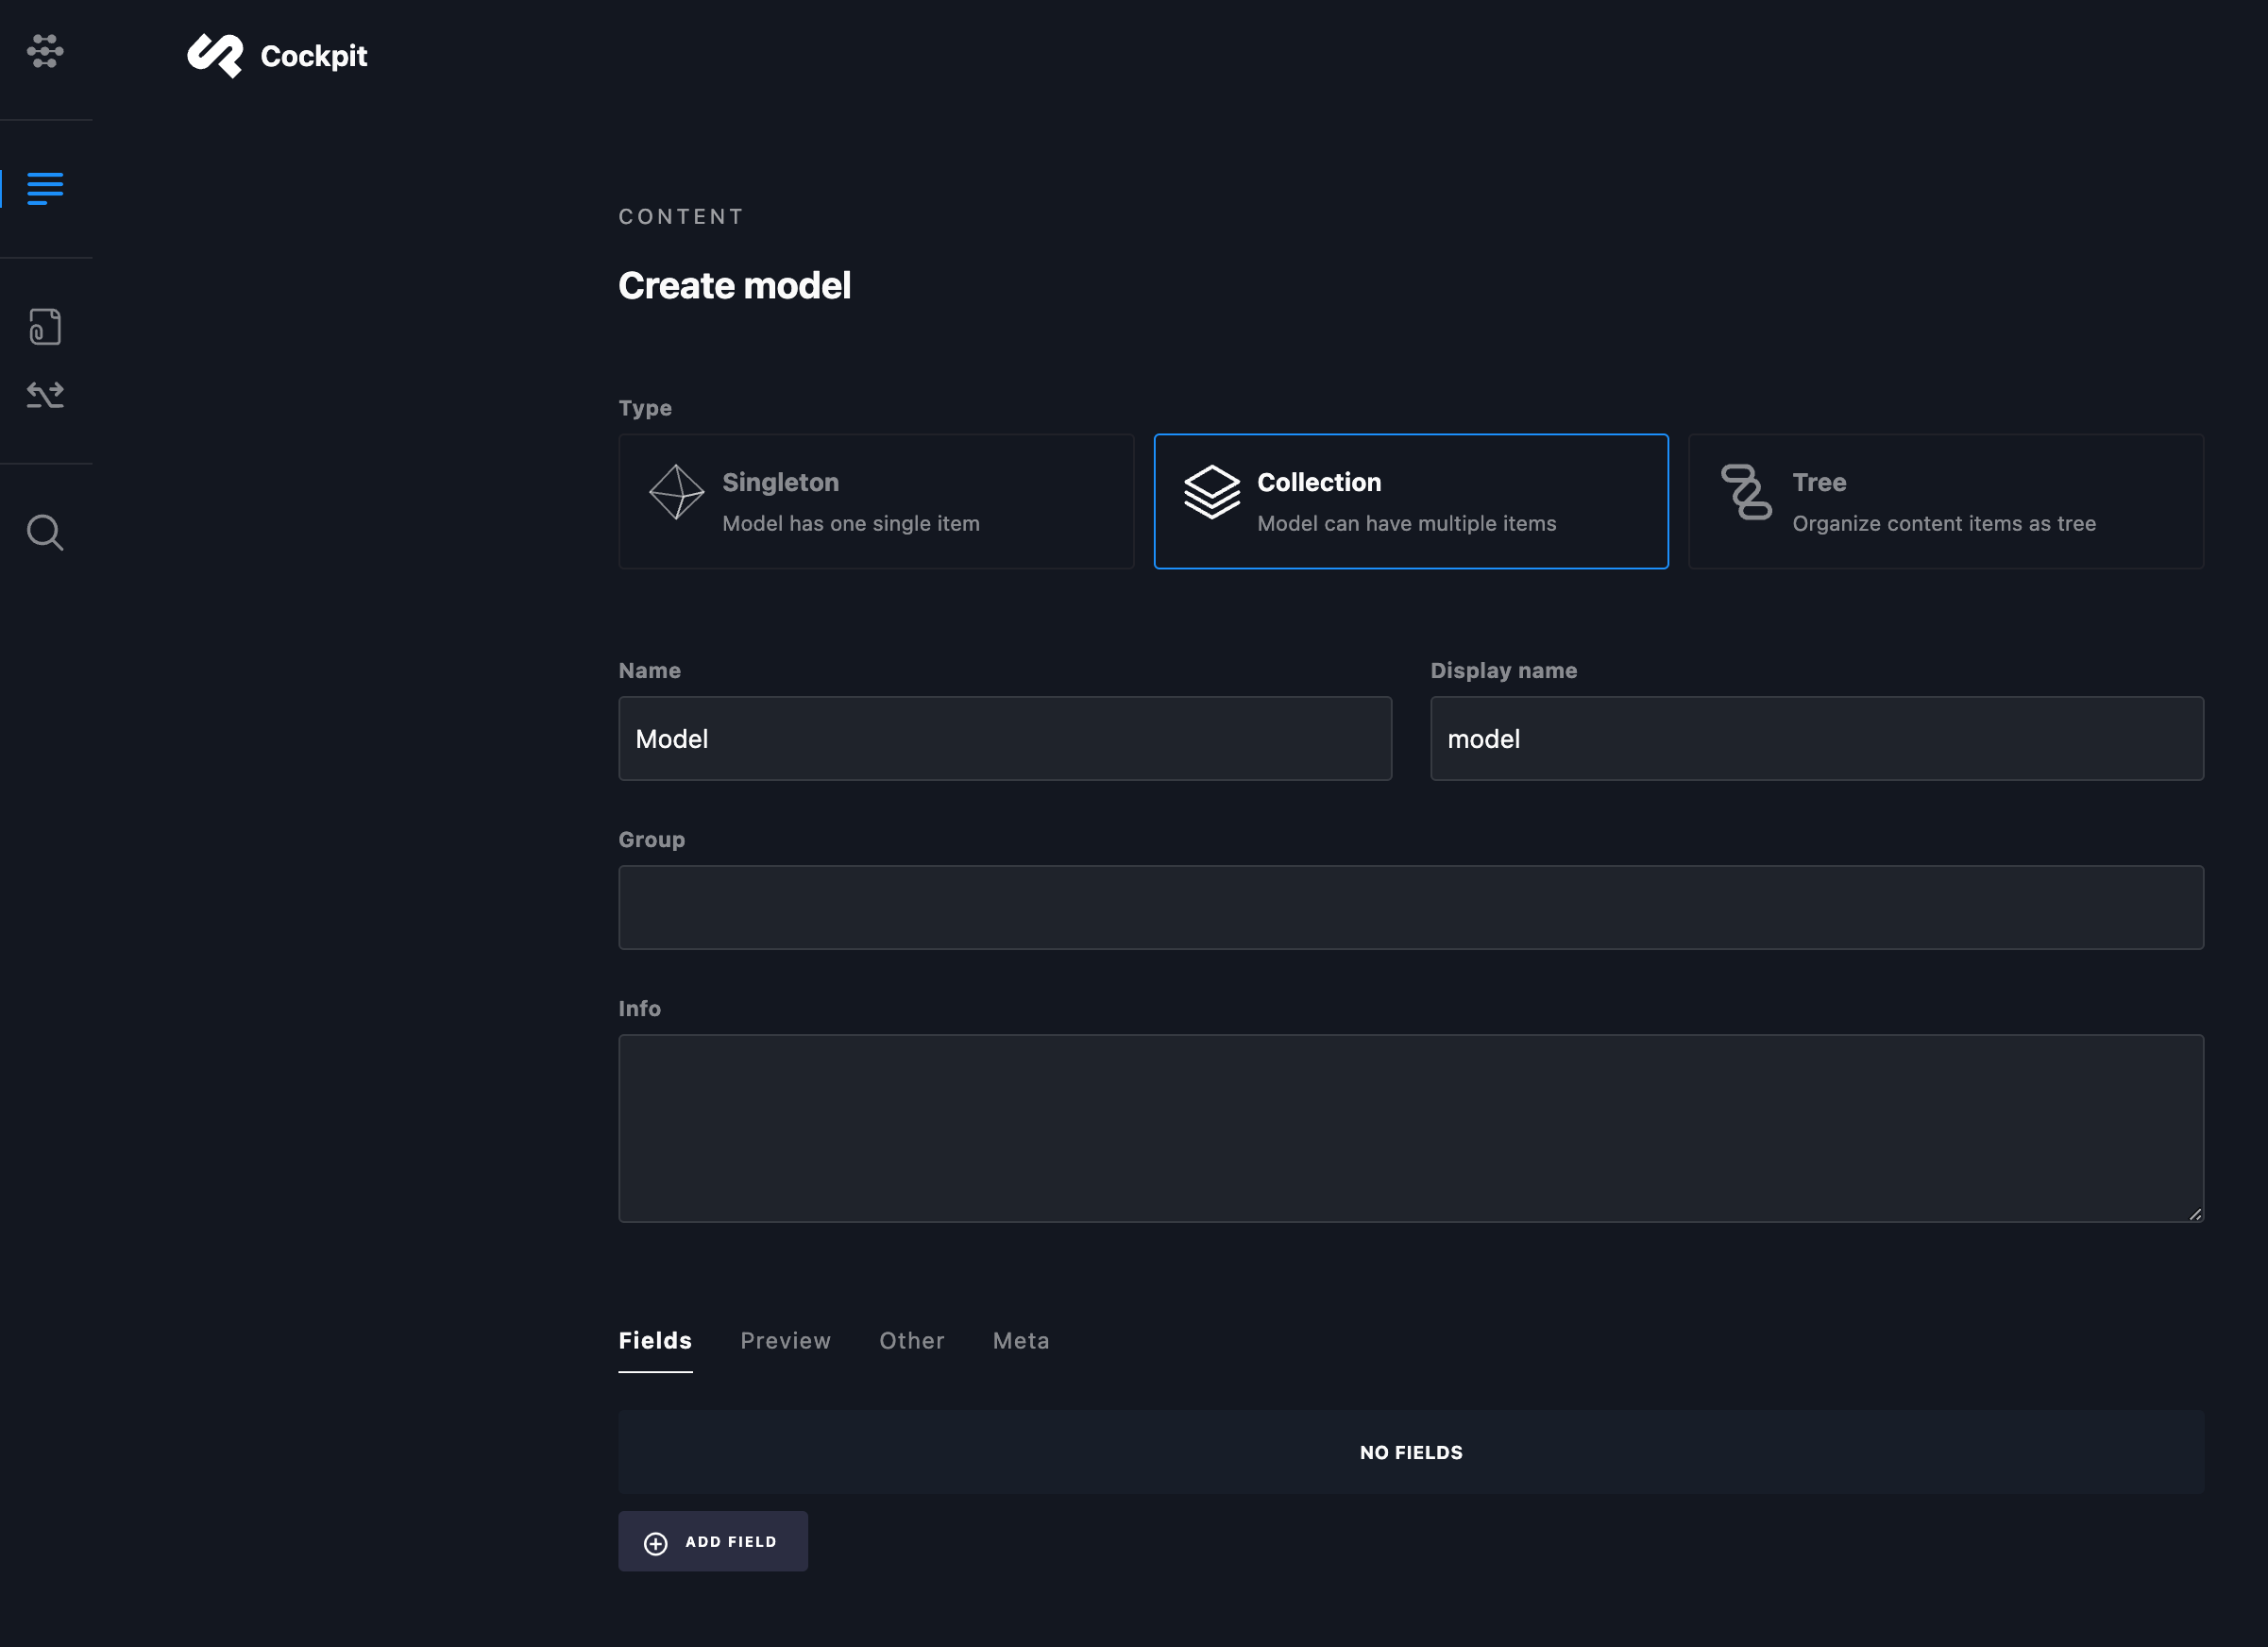 Cockpit
CONTENT
Create model
Type
Singleton
Model has one single item
Collection
Model can have multiple items
Tree
Organize content items as tree
Name
Model
Display name
model
Group
Info
Fields Preview Other Meta
NO FIELDS
ADD FIELD